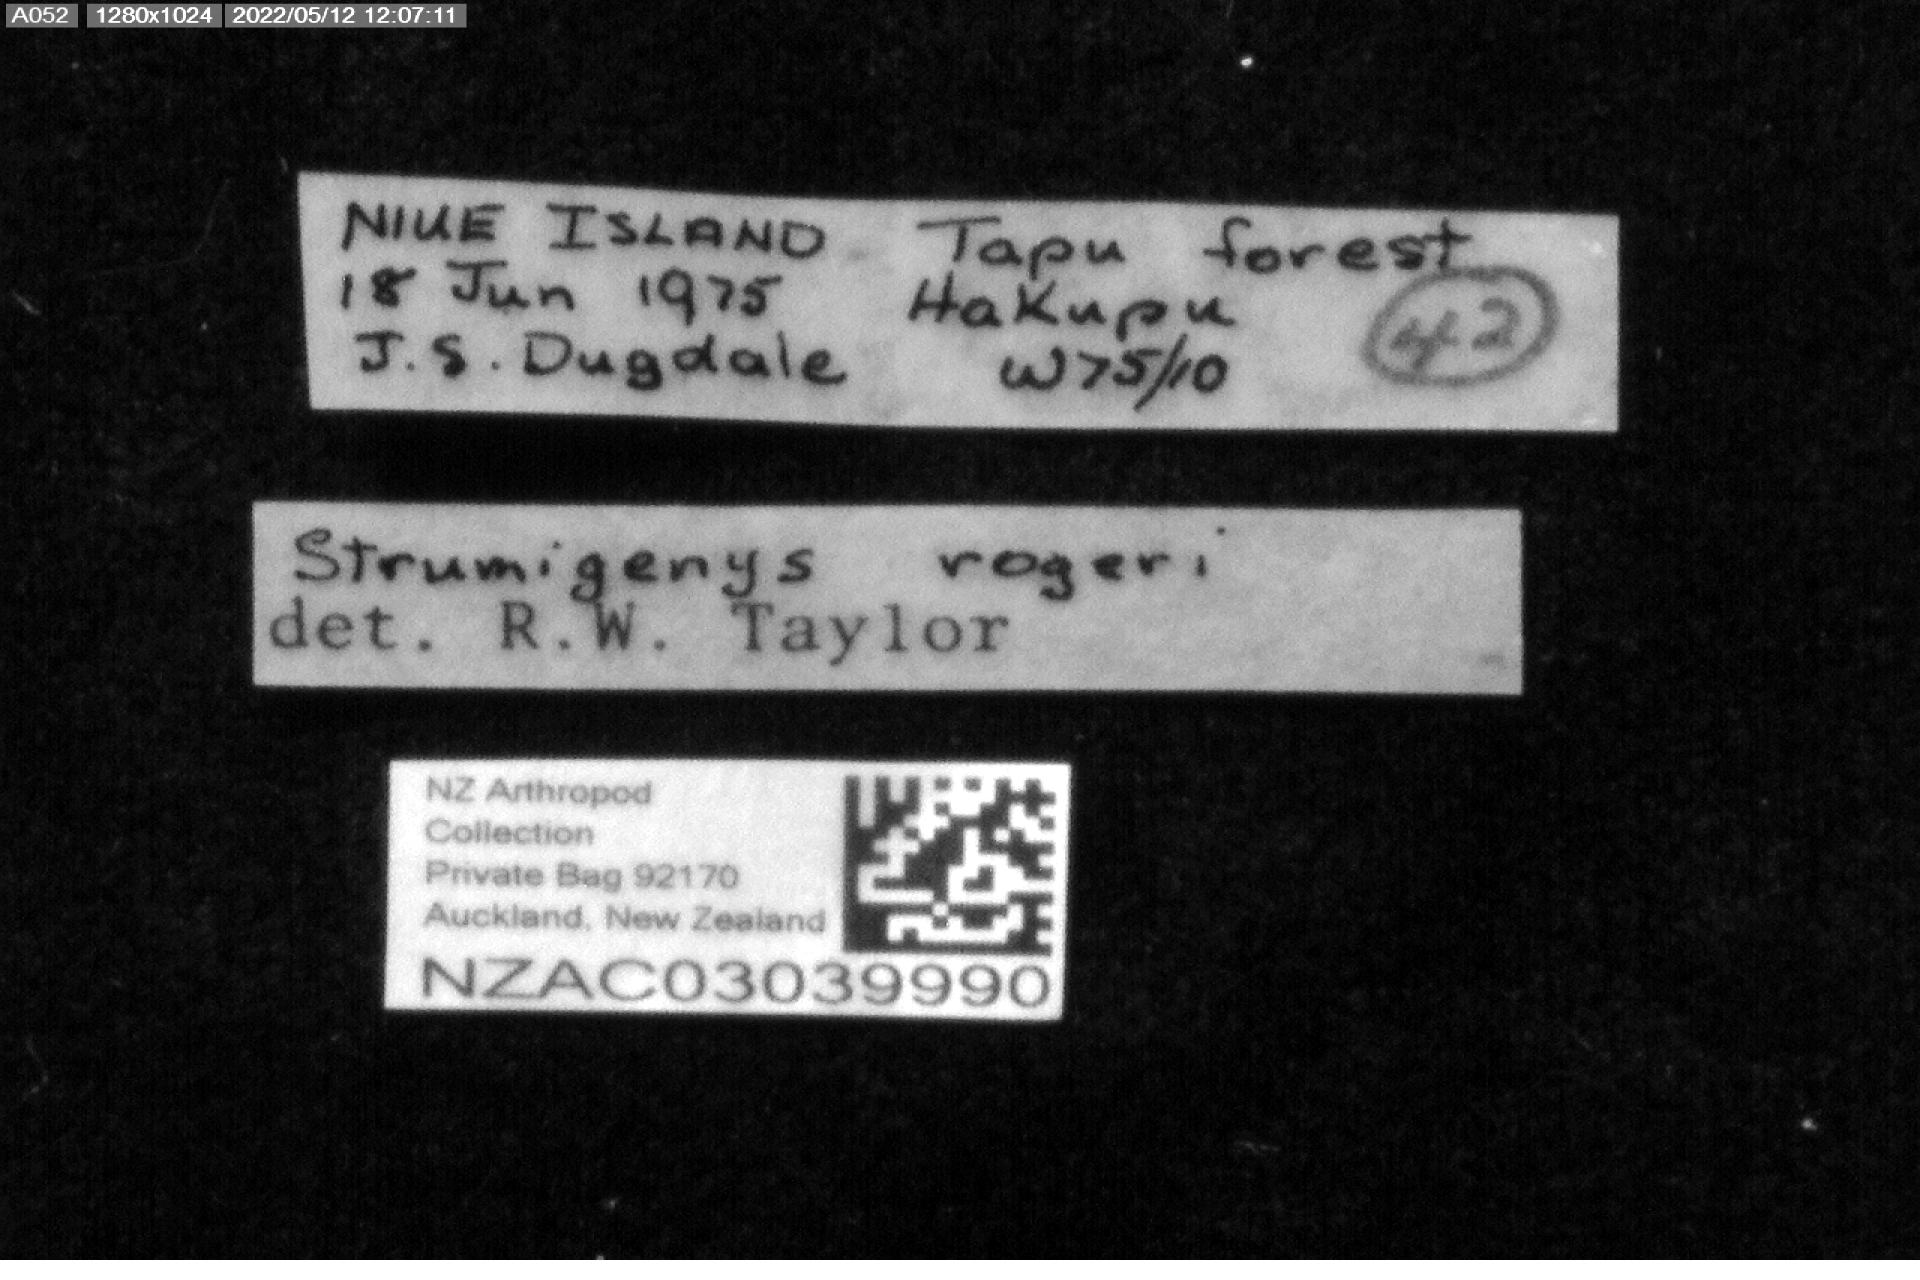 A052 1280x1024 2022/05/12 12:07:11
NIUE ISLAND Tapu forest
18 Jun 1975 Hakupu 42
J.S. Dugdale W75/10
Strumigenys rogeri
det. R.W. Taylor
NZ Arthropod
Collection
Private Bag 92170
Auckland, New Zealand
NZAC03039990